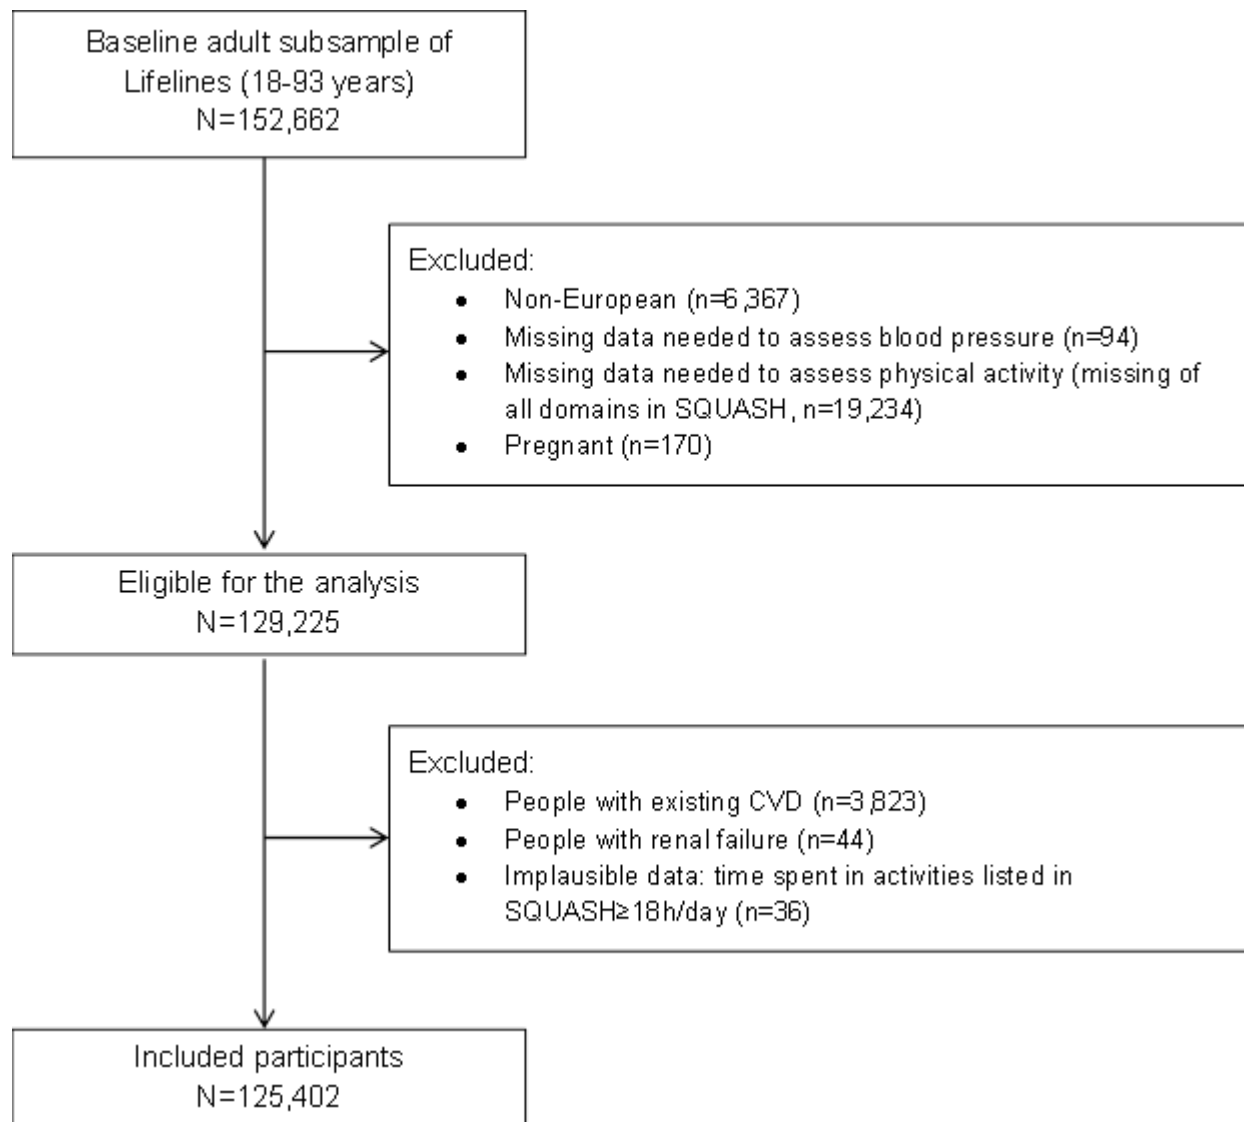 Baseline adult subsample of
Lifelines (18-93 years)
N=152,662
Excluded:
• Non-European (n=6,367)
• Missing data needed to assess blood pressure (n=94)
• Missing data needed to assess physical activity (missing of
all domains in SQUASH, n=19,234)
• Pregnant (n=170)
Eligible for the analysis
N=129,225
Excluded:
• People with existing CVD (n=3,823)
• People with renal failure (n=44)
• Implausible data: time spent in activities listed in
SQUASH≥18h/day (n=36)
Included participants
N=125,402